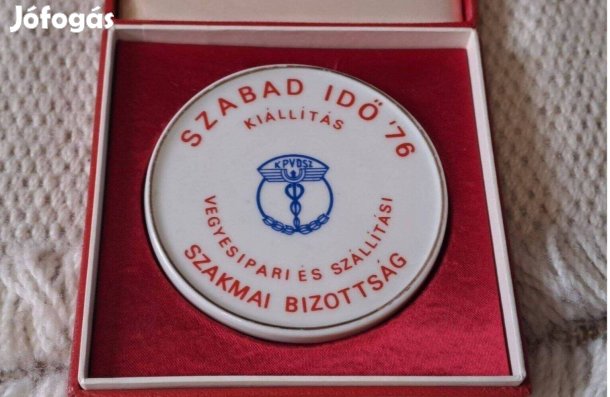 Jófogás
SZABAD IDŐ '76
KIÁLLÍTÁS
KPVDSZ
VEGYESIPARI ÉS SZÁLLÍTÁSI
SZAKMAI BIZOTTSÁG